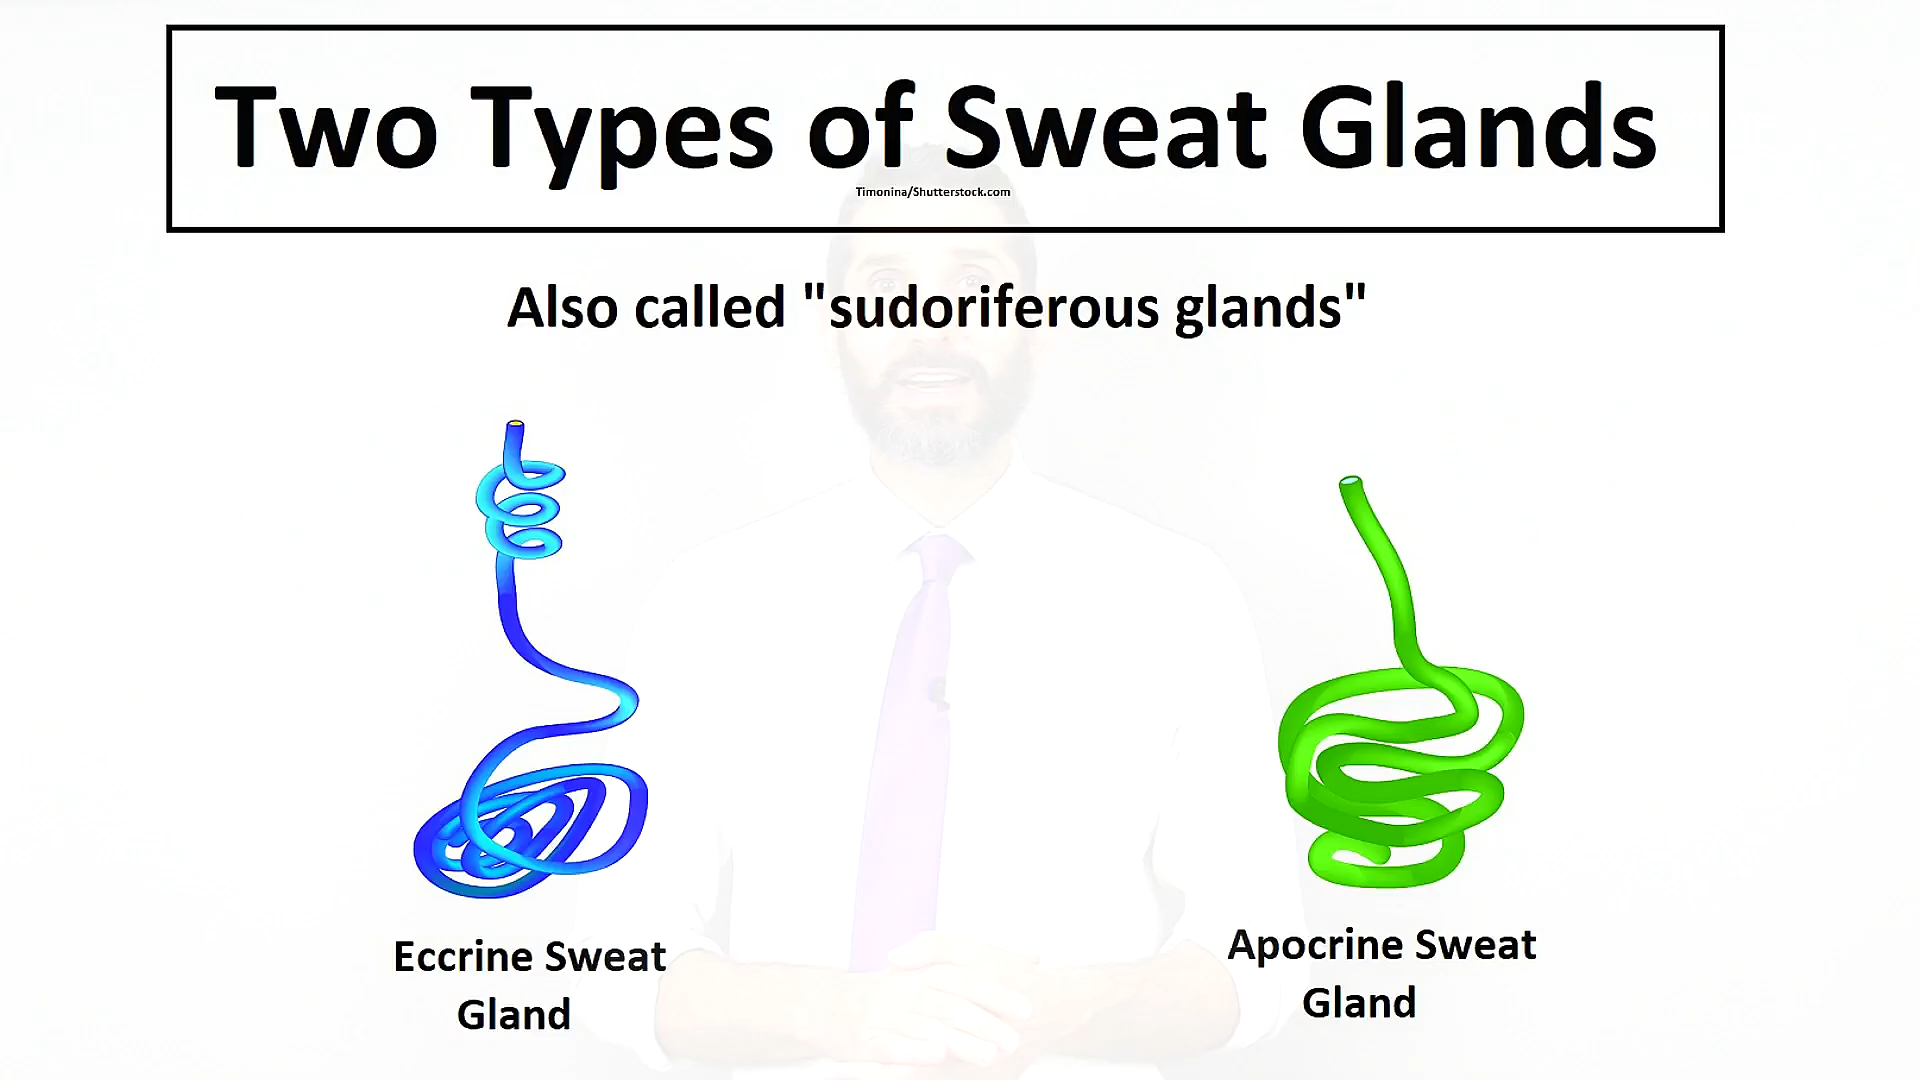 Two Types of Sweat Glands
Timonina/Shutterstock.com
Also called "sudoriferous glands"
Eccrine Sweat
Gland
Apocrine Sweat
Gland